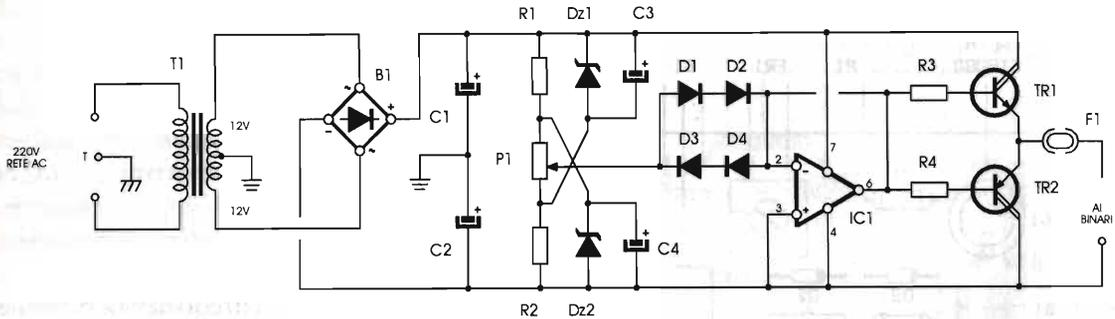 R1 Dz1 C3
T1
B1
D1 D2
R3
TR1
12V
C1
220V
RETE AC
T
P1
D3 D4
F1
2
7
6
R4
TR2
3
4
IC1
12V
C2
C4
AI
BINARI
R2 Dz2